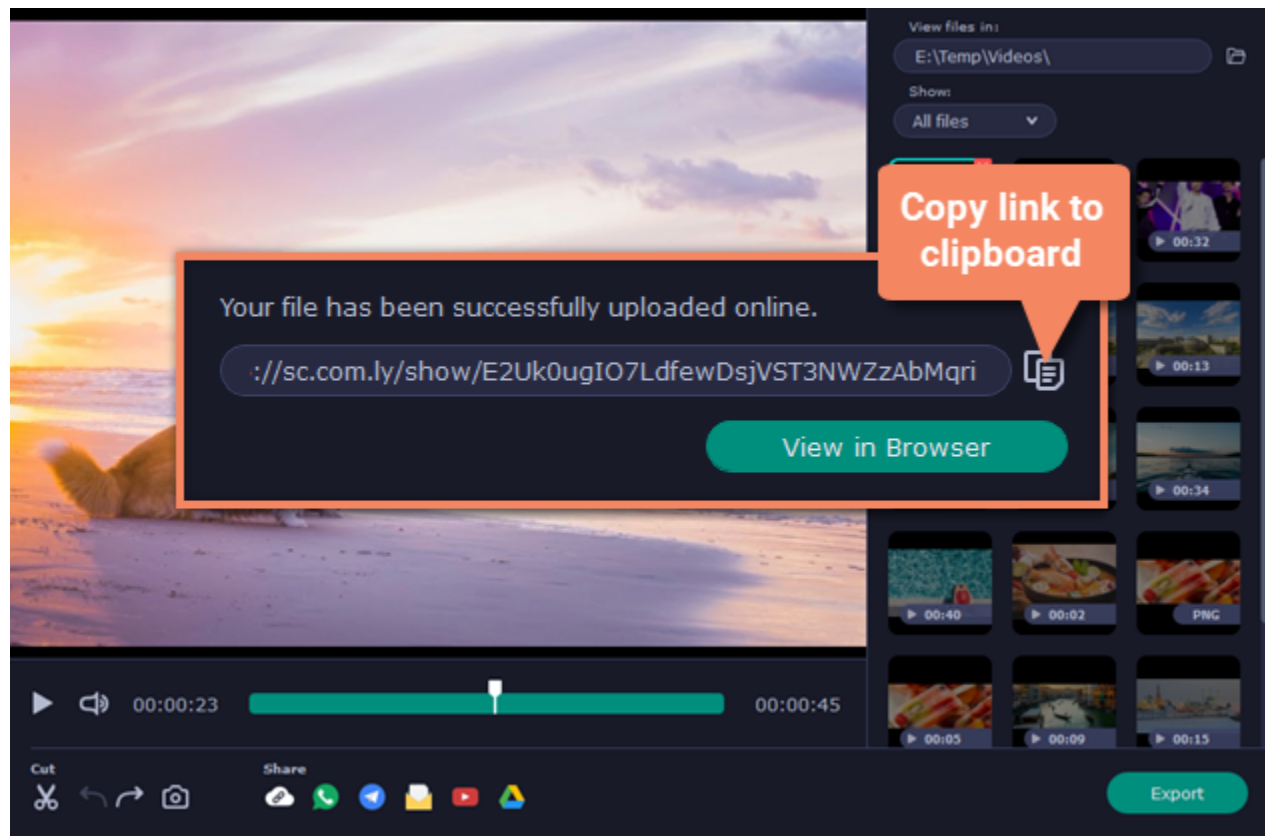 View files in:
E:\Temp\Videos\
Show:
All files
Copy link to
clipboard
00:32
Your file has been successfully uploaded online.
://sc.com.ly/show/E2Uk0ugIO7LdfewDsjVST3NWZzAbMqri
00:13
View in Browser
00:34
00:40
00:02
PNG
00:00:23
00:00:45
00:05
00:09
00:15
Cut
Share
Export